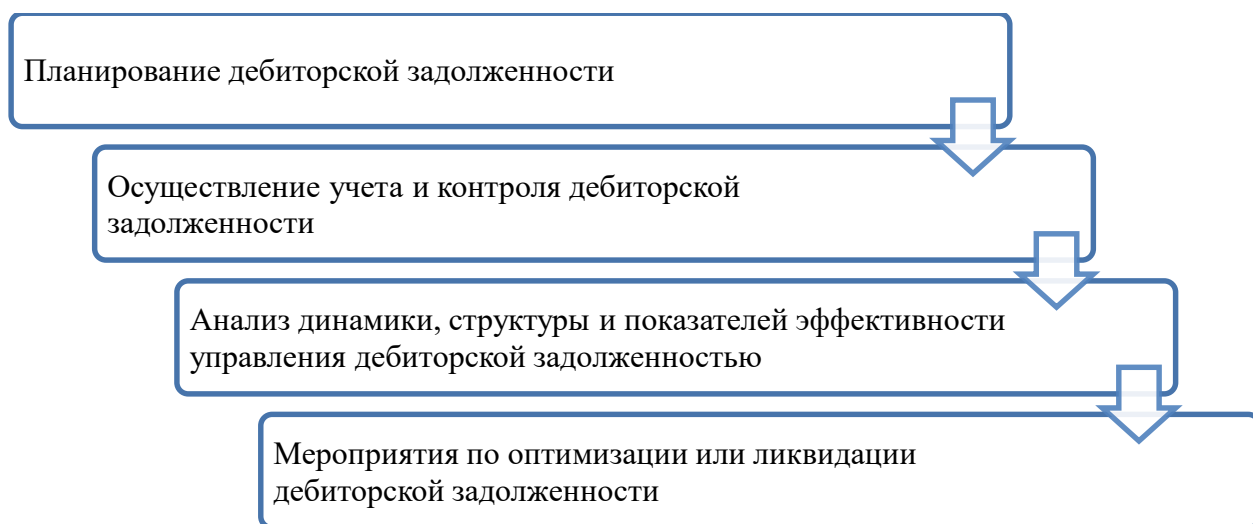 Планирование дебиторской задолженности
Осуществление учета и контроля дебиторской
задолженности
Анализ динамики, структуры и показателей эффективности
управления дебиторской задолженностью
Мероприятия по оптимизации или ликвидации
дебиторской задолженности